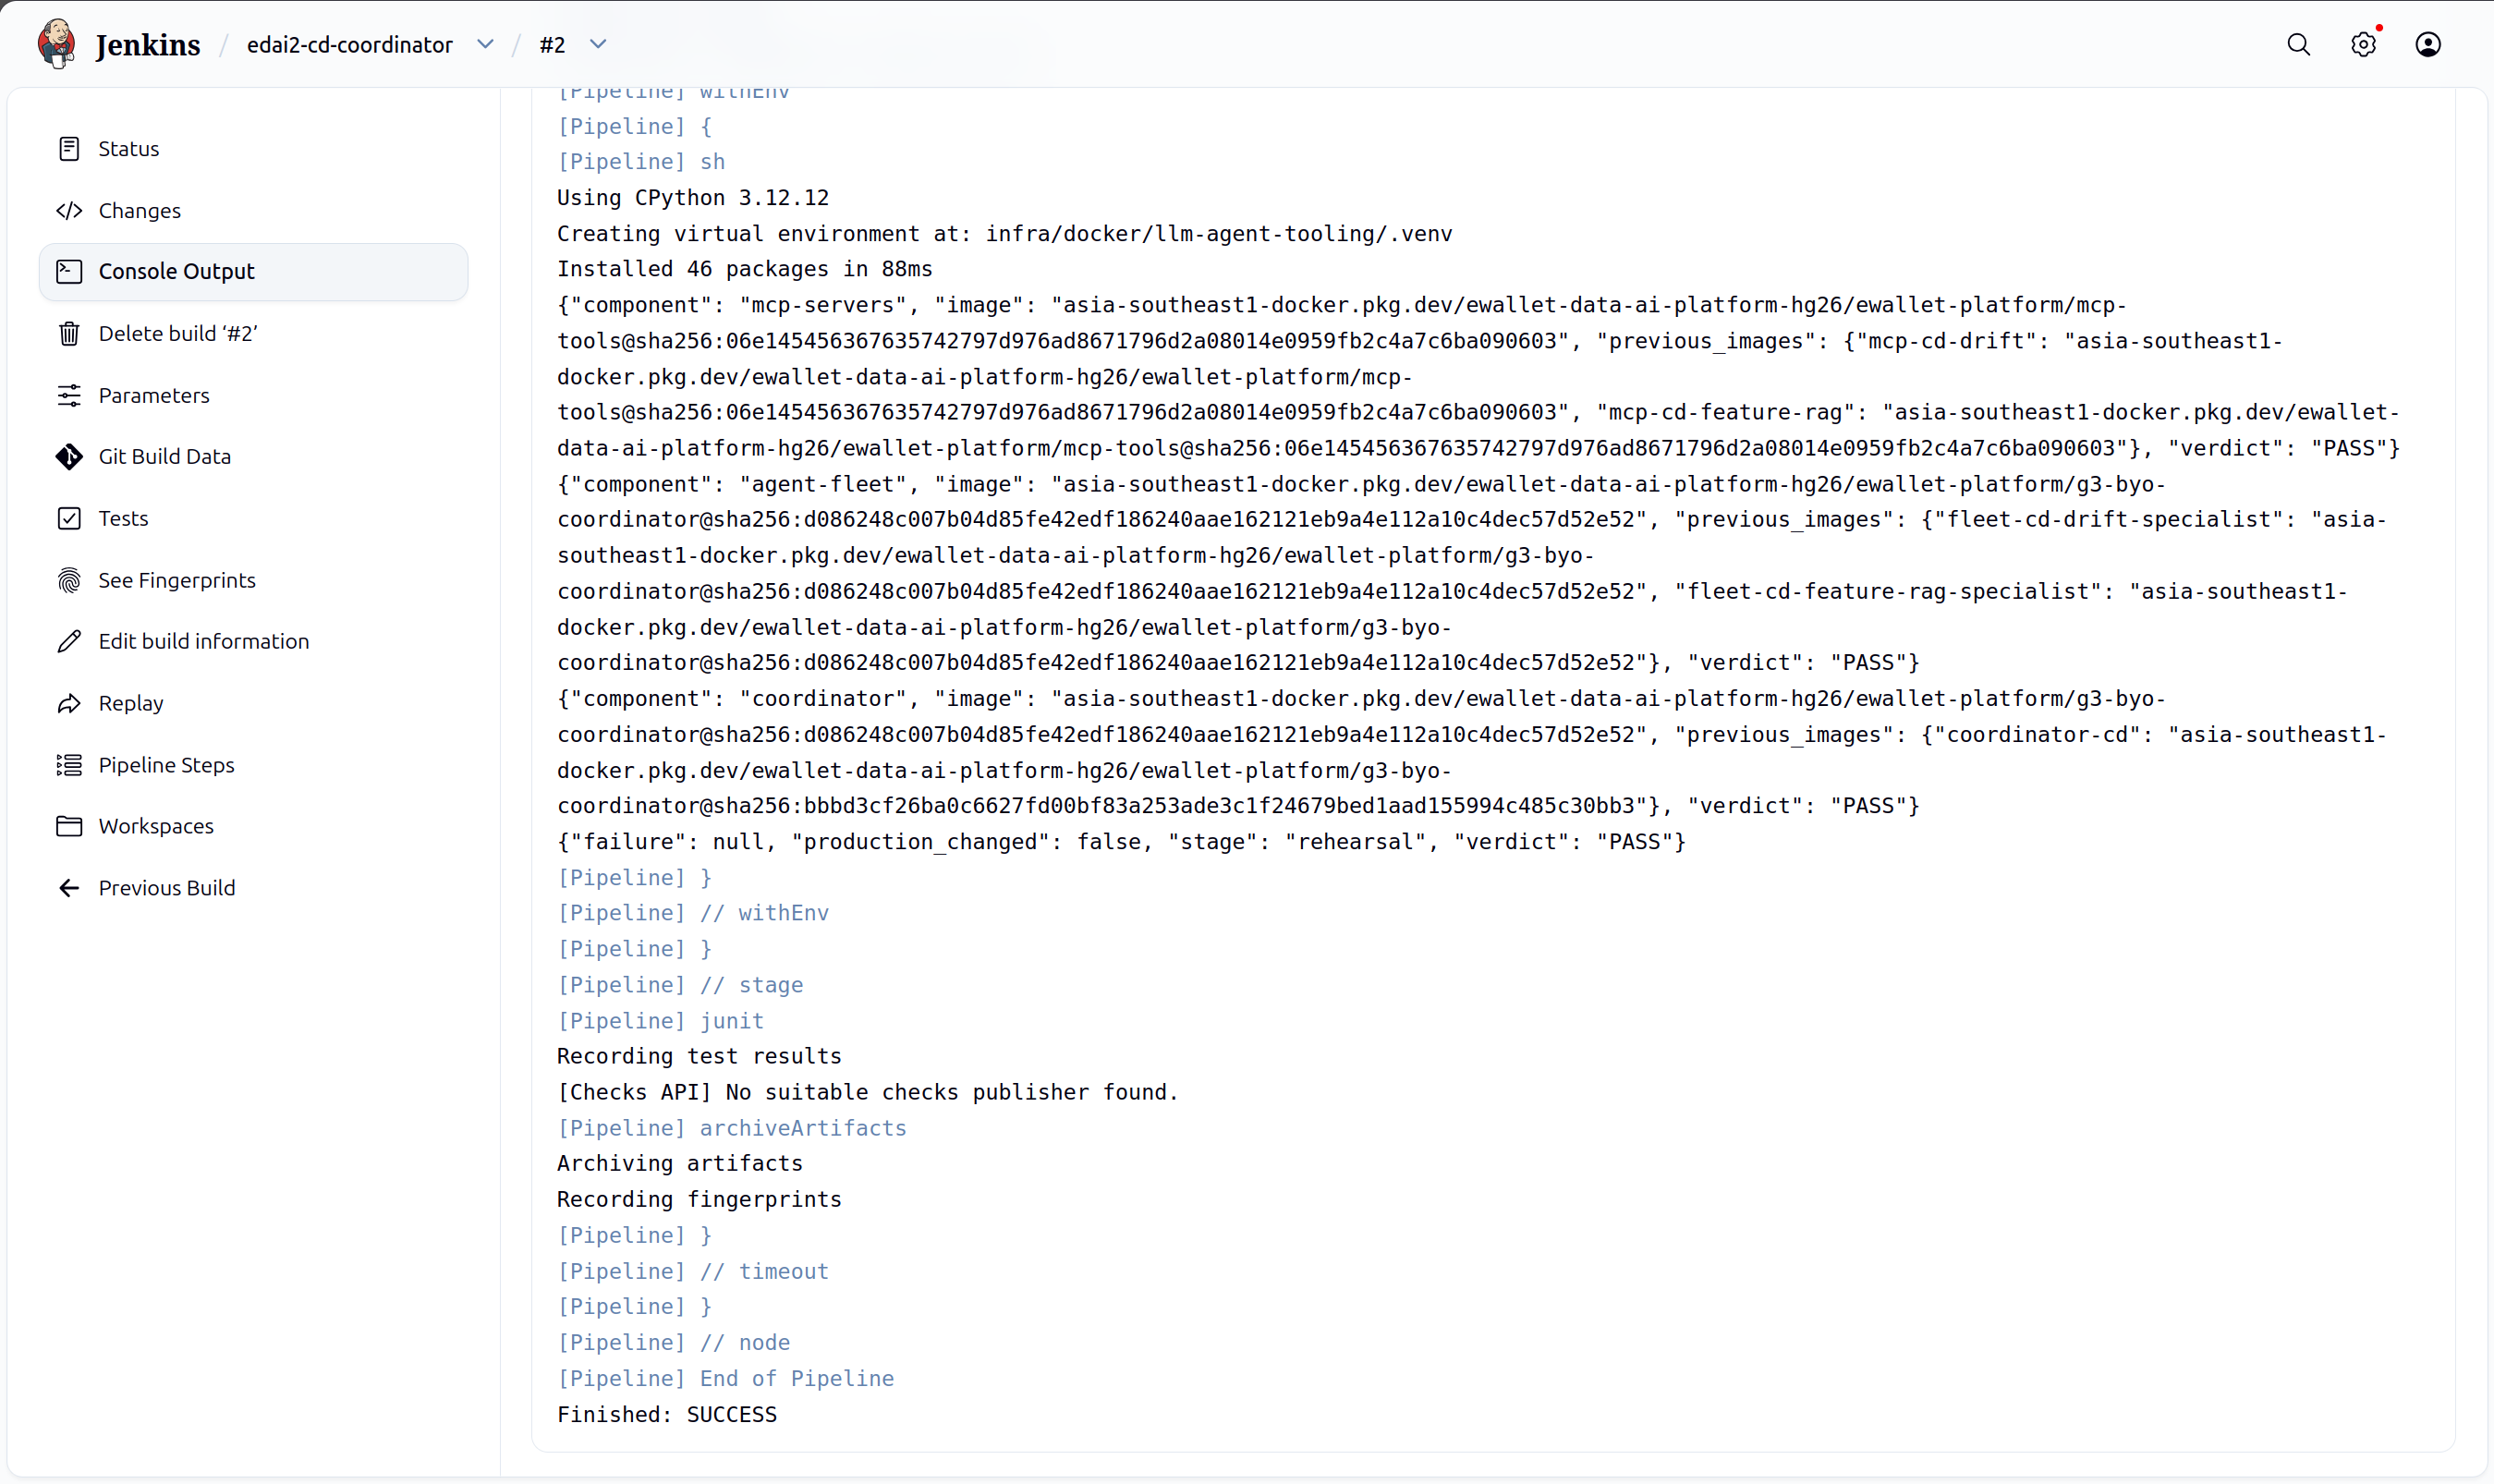 Jenkins / edai2-cd-coordinator / #2
Status
Changes
Console Output
Delete build ‘#2’
Parameters
Git Build Data
Tests
See Fingerprints
Edit build information
Replay
Pipeline Steps
Workspaces
Previous Build
[Pipeline] withEnv
[Pipeline] {
[Pipeline] sh
Using CPython 3.12.12
Creating virtual environment at: infra/docker/llm-agent-tooling/.venv
Installed 46 packages in 88ms
{"component": "mcp-servers", "image": "asia-southeast1-docker.pkg.dev/ewallet-data-ai-platform-hg26/ewallet-platform/mcp-
tools@sha256:06e145456367635742797d976ad8671796d2a08014e0959fb2c4a7c6ba090603", "previous_images": {"mcp-cd-drift": "asia-southeast1-
docker.pkg.dev/ewallet-data-ai-platform-hg26/ewallet-platform/mcp-
tools@sha256:06e145456367635742797d976ad8671796d2a08014e0959fb2c4a7c6ba090603", "mcp-cd-feature-rag": "asia-southeast1-docker.pkg.dev/ewallet-
data-ai-platform-hg26/ewallet-platform/mcp-tools@sha256:06e145456367635742797d976ad8671796d2a08014e0959fb2c4a7c6ba090603"}, "verdict": "PASS"}
{"component": "agent-fleet", "image": "asia-southeast1-docker.pkg.dev/ewallet-data-ai-platform-hg26/ewallet-platform/g3-byo-
coordinator@sha256:d086248c007b04d85fe42edf186240aae162121eb9a4e112a10c4dec57d52e52", "previous_images": {"fleet-cd-drift-specialist": "asia-
southeast1-docker.pkg.dev/ewallet-data-ai-platform-hg26/ewallet-platform/g3-byo-
coordinator@sha256:d086248c007b04d85fe42edf186240aae162121eb9a4e112a10c4dec57d52e52", "fleet-cd-feature-rag-specialist": "asia-southeast1-
docker.pkg.dev/ewallet-data-ai-platform-hg26/ewallet-platform/g3-byo-
coordinator@sha256:d086248c007b04d85fe42edf186240aae162121eb9a4e112a10c4dec57d52e52"}, "verdict": "PASS"}
{"component": "coordinator", "image": "asia-southeast1-docker.pkg.dev/ewallet-data-ai-platform-hg26/ewallet-platform/g3-byo-
coordinator@sha256:d086248c007b04d85fe42edf186240aae162121eb9a4e112a10c4dec57d52e52", "previous_images": {"coordinator-cd": "asia-southeast1-
docker.pkg.dev/ewallet-data-ai-platform-hg26/ewallet-platform/g3-byo-
coordinator@sha256:bbbd3cf26ba0c6627fd00bf83a253ade3c1f24679bed1aad155994c485c30bb3"}, "verdict": "PASS"}
{"failure": null, "production_changed": false, "stage": "rehearsal", "verdict": "PASS"}
[Pipeline] }
[Pipeline] // withEnv
[Pipeline] }
[Pipeline] // stage
[Pipeline] junit
Recording test results
[Checks API] No suitable checks publisher found.
[Pipeline] archiveArtifacts
Archiving artifacts
Recording fingerprints
[Pipeline] }
[Pipeline] // timeout
[Pipeline] }
[Pipeline] // node
[Pipeline] End of Pipeline
Finished: SUCCESS